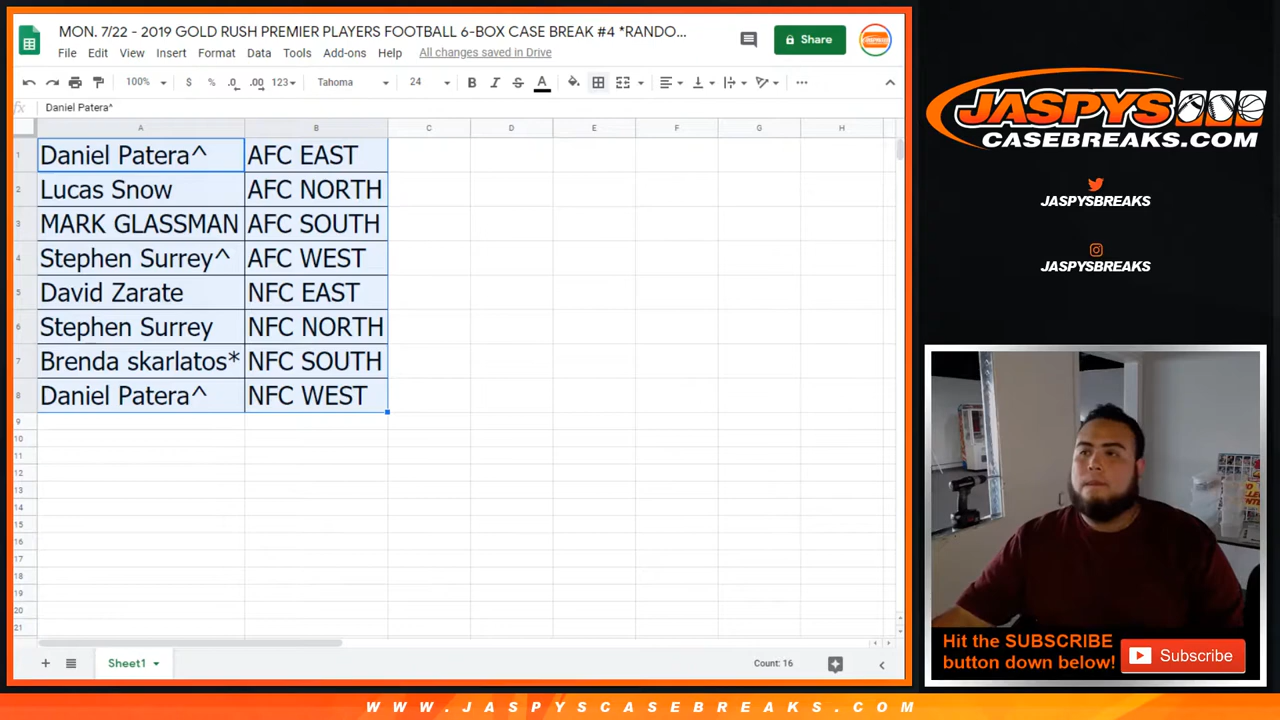 MON. 7/22 - 2019 GOLD RUSH PREMIER PLAYERS FOOTBALL 6-BOX CASE BREAK #4 *RANDO...
Share
File Edit View Insert Format Data Tools Add-ons Help All changes saved in Drive
100% $ % .0 .00 123 Tahoma 24 B I S A
fx Daniel Patera^
A B C D E F G H
1 Daniel Patera^ AFC EAST
2 Lucas Snow AFC NORTH
3 MARK GLASSMAN AFC SOUTH
4 Stephen Surrey^ AFC WEST
5 David Zarate NFC EAST
6 Stephen Surrey NFC NORTH
7 Brenda skarlatos* NFC SOUTH
8 Daniel Patera^ NFC WEST
9
10
11
12
13
14
15
16
17
18
19
20
21
Sheet1
Count: 16
JASPYS
CASEBREAKS.COM
JASPYSBREAKS
JASPYSBREAKS
Hit the SUBSCRIBE
button down below!
Subscribe
WWW.JASPYSCASEBREAKS.COM